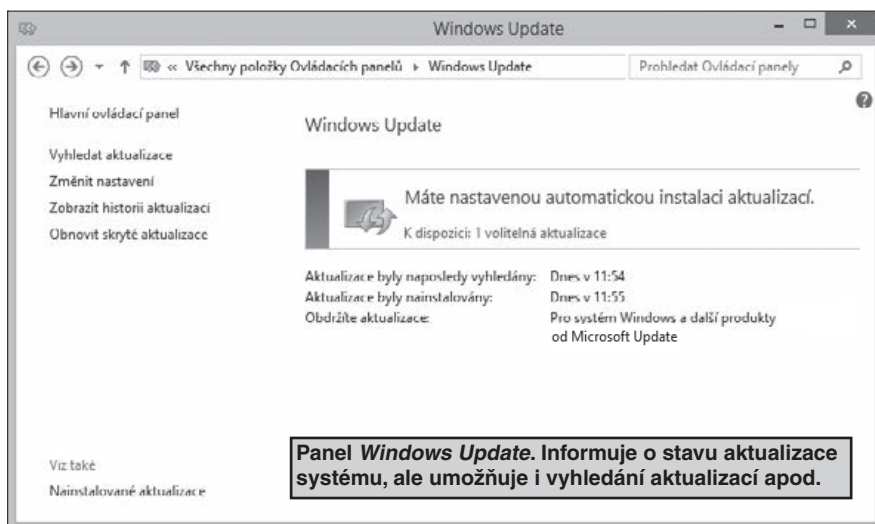 Windows Update
« Všechny položky Ovládacích panelů ▸ Windows Update
Prohledat Ovládací panely
Hlavní ovládací panel
Vyhledat aktualizace
Změnit nastavení
Zobrazit historii aktualizací
Obnovit skryté aktualizace
Windows Update
Máte nastavenou automatickou instalaci aktualizací.
K dispozici: 1 volitelná aktualizace
Aktualizace byly naposledy vyhledány: Dnes v 11:54
Aktualizace byly nainstalovány: Dnes v 11:55
Obdržíte aktualizace: Pro systém Windows a další produkty
od Microsoft Update
Viz také
Nainstalované aktualizace
Panel Windows Update. Informuje o stavu aktualizace
systému, ale umožňuje i vyhledání aktualizací apod.